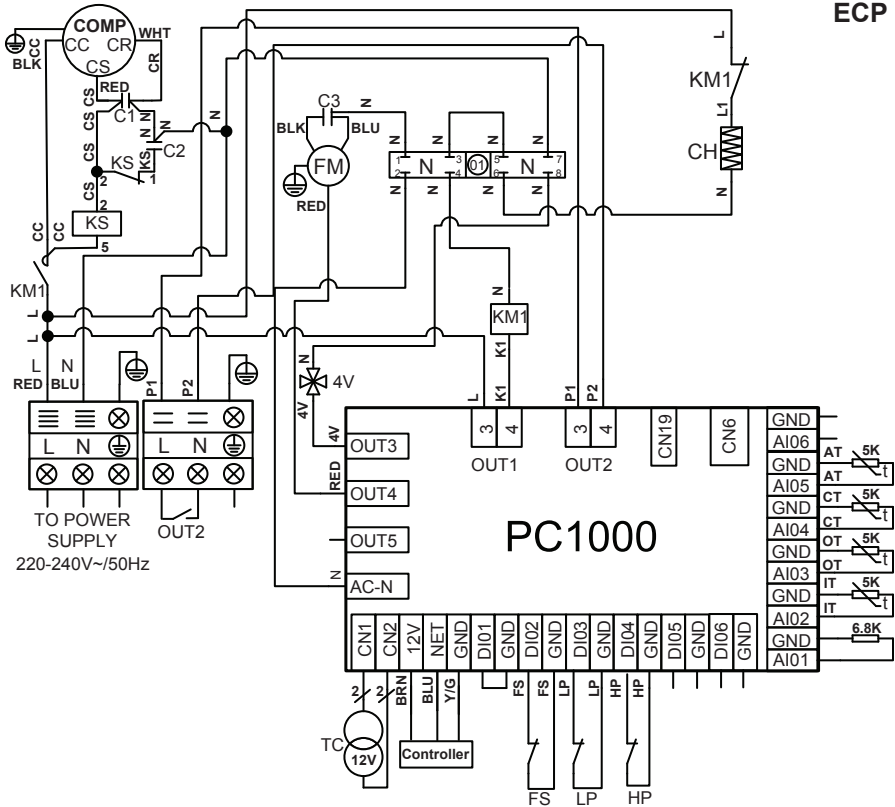 ECP
COMP
CC CR
CS
WHT
CC
BLK
CR
RED
CS CS
C1
N N N
C2
CS
KS
KS
2 1
CS
2
KS
5
CC CC
KM1
L
L
C3
N
BLK BLU
FM
RED
N N N N
1 N 3 01 5 N 7
2 4 6 8
N N N N
L
KM1
L1
CH
N
N
KM1
K1
N
4V
4V
L N
RED BLU
P1 P2
L N
L N
TO POWER
SUPPLY
220-240V~/50Hz
OUT2
L K1 P1 P2
3 4 3 4
OUT1 OUT2
CN19
CN6
4V
OUT3
RED
OUT4
OUT5
N
AC-N
PC1000
GND
AI06
GND
AI05
GND
AI04
GND
AI03
GND
AI02
GND
AI01
AT 5K
AT t
CT 5K
CT t
OT 5K
OT t
IT 5K
IT t
6.8K
CN1 CN2 12V NET GND DI01 GND DI02 GND DI03 GND DI04 GND DI05 GND DI06 GND
2 2 BRN BLU Y/G FS FS LP LP HP HP
TC
12V
Controller
FS LP HP